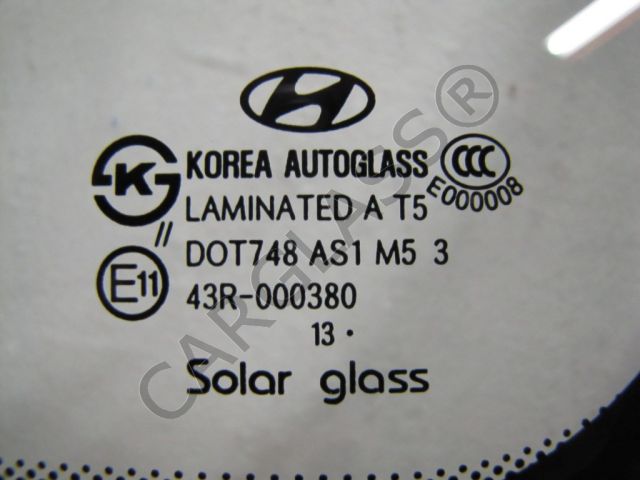 KOREA AUTOGLASS
CCC
E000008
K
LAMINATED A T5
//
DOT748 AS1 M5 3
E11
43R-000380
13 ·
Solar glass
CARGLASS®